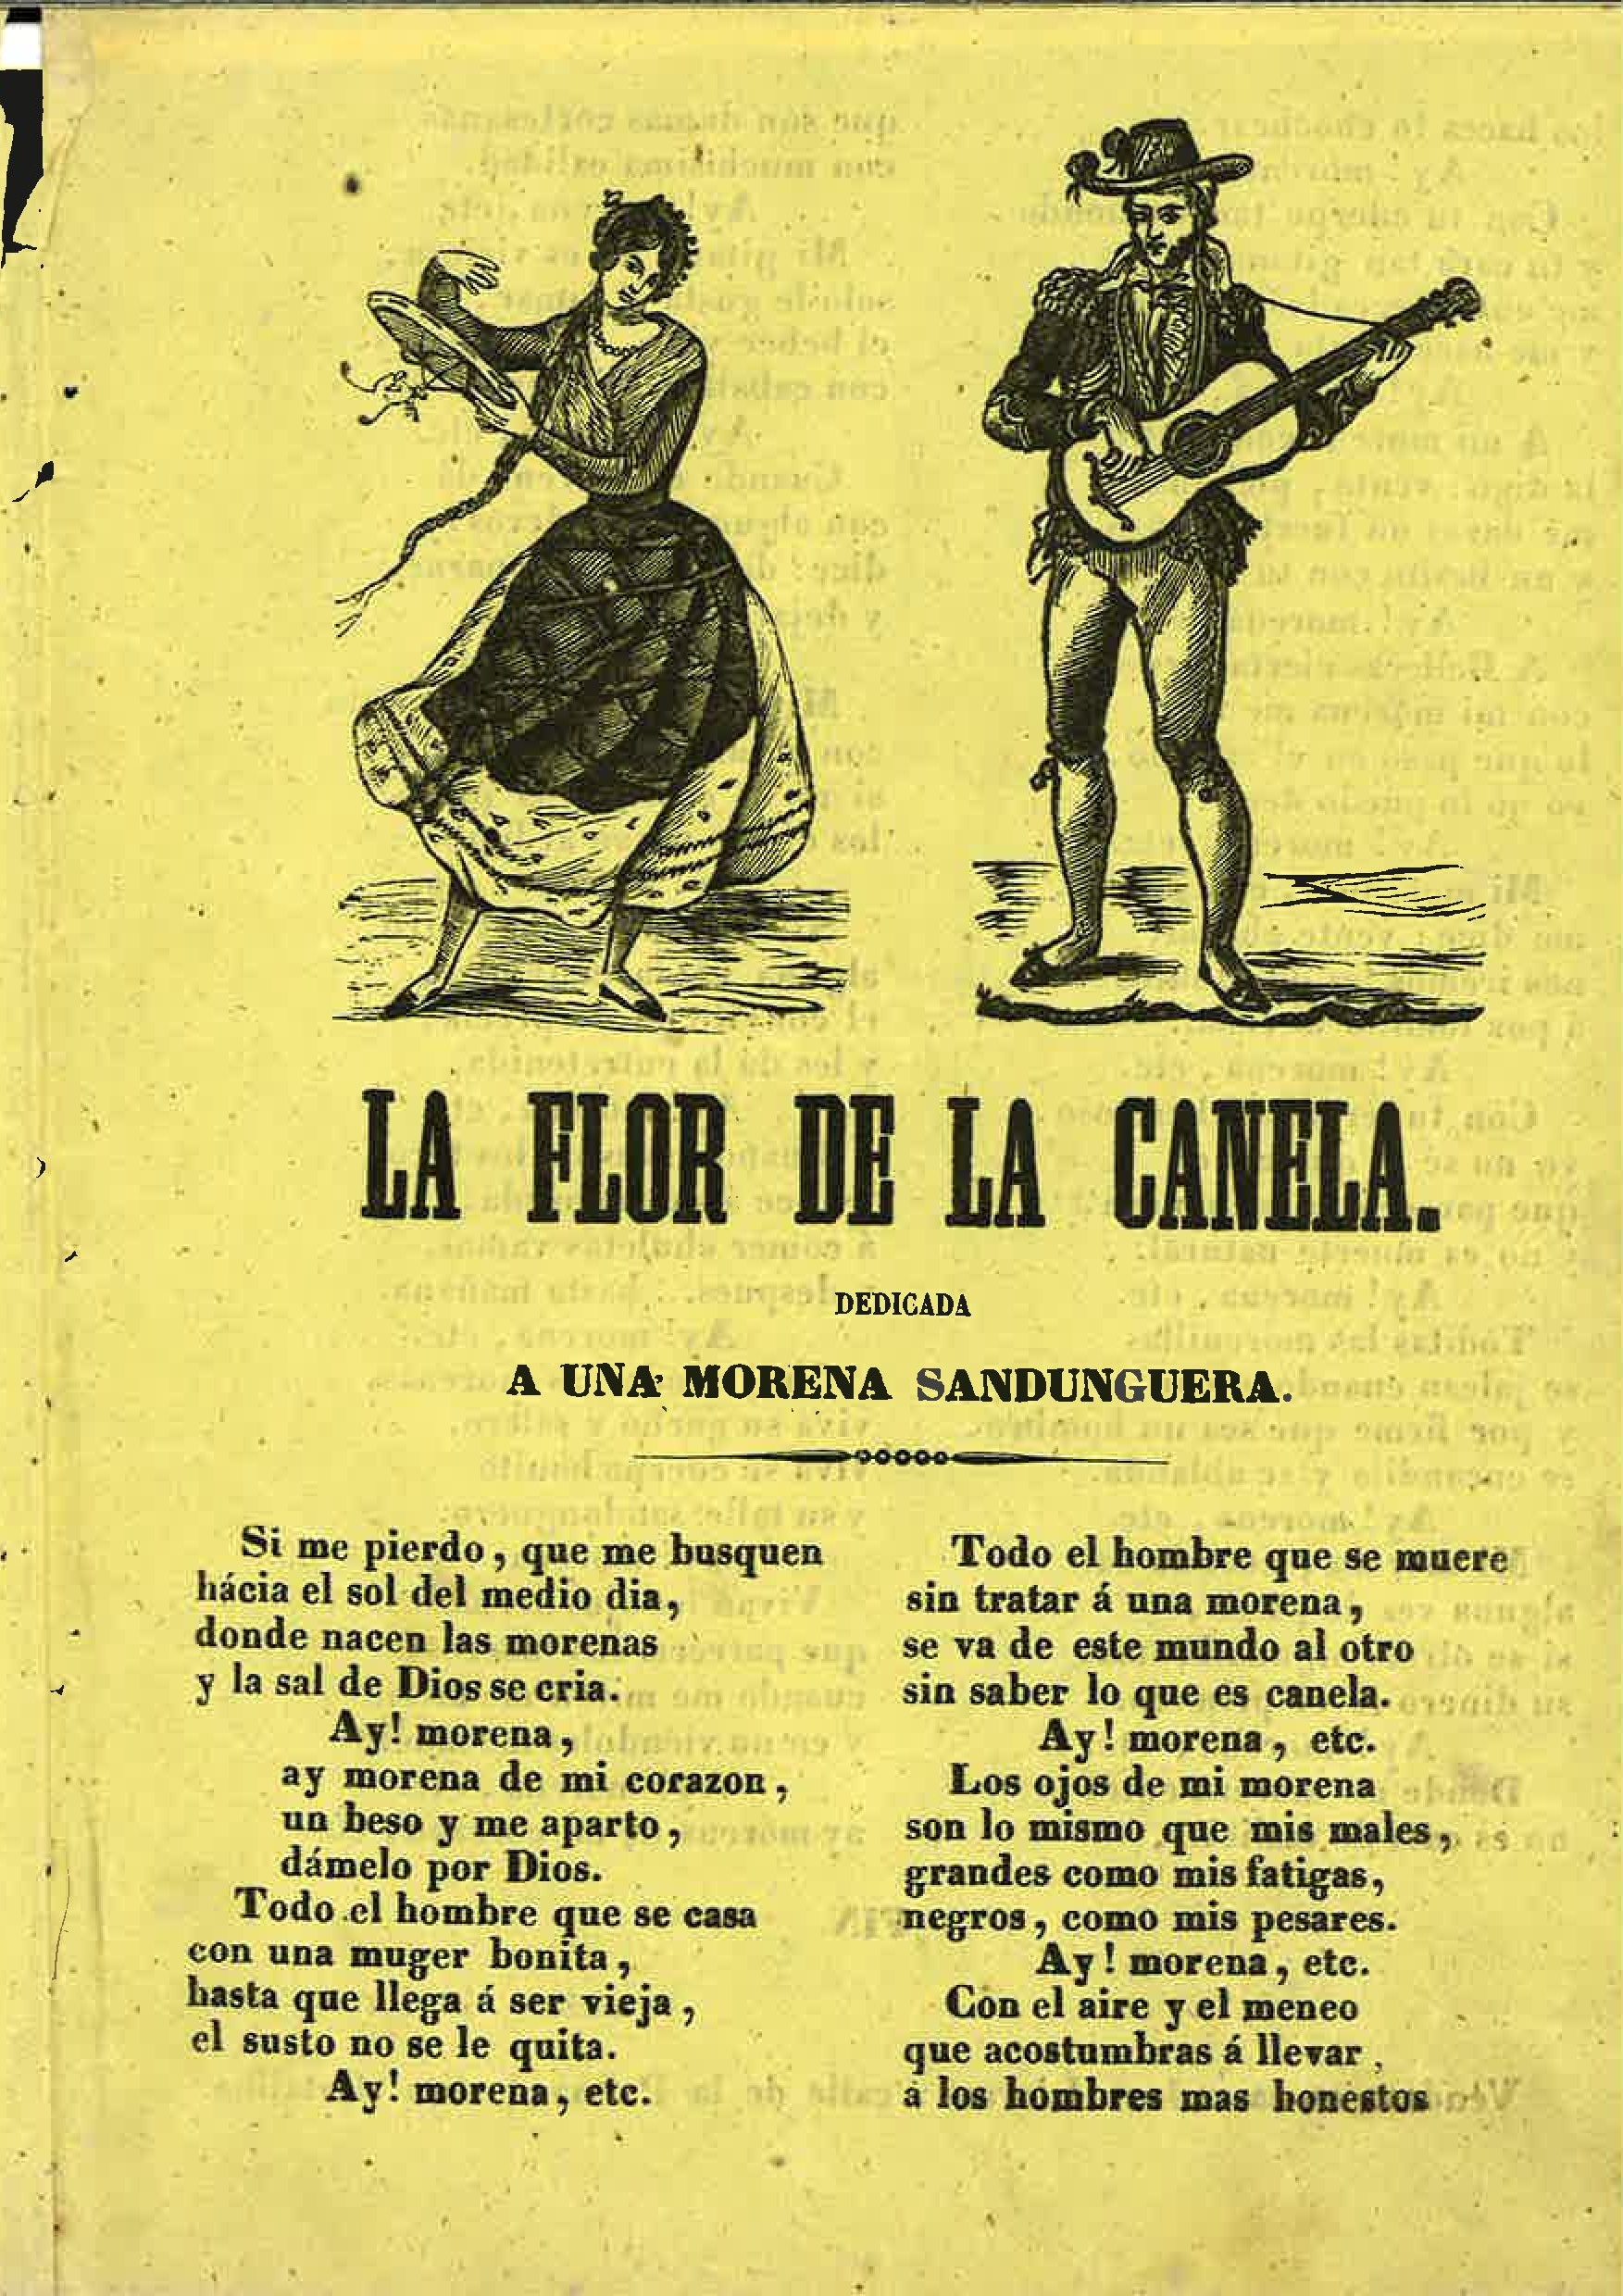 LA FLOR DE LA CANELA.
DEDICADA
A UNA MORENA SANDUNGUERA.
Si me pierdo, que me busquen
hácia el sol del medio dia,
donde nacen las morenas
y la sal de Dios se cria.
Ay! morena,
ay morena de mi corazon,
un beso y me aparto,
dámelo por Dios.
Todo el hombre que se casa
con una muger bonita,
hasta que llega á ser vieja,
el susto no se le quita.
Ay! morena, etc.
Todo el hombre que se muere
sin tratar á una morena,
se va de este mundo al otro
sin saber lo que es canela.
Ay! morena, etc.
Los ojos de mi morena
son lo mismo que mis males,
grandes como mis fatigas,
negros, como mis pesares.
Ay! morena, etc.
Con el aire y el meneo
que acostumbras á llevar,
á los hombres mas honestos